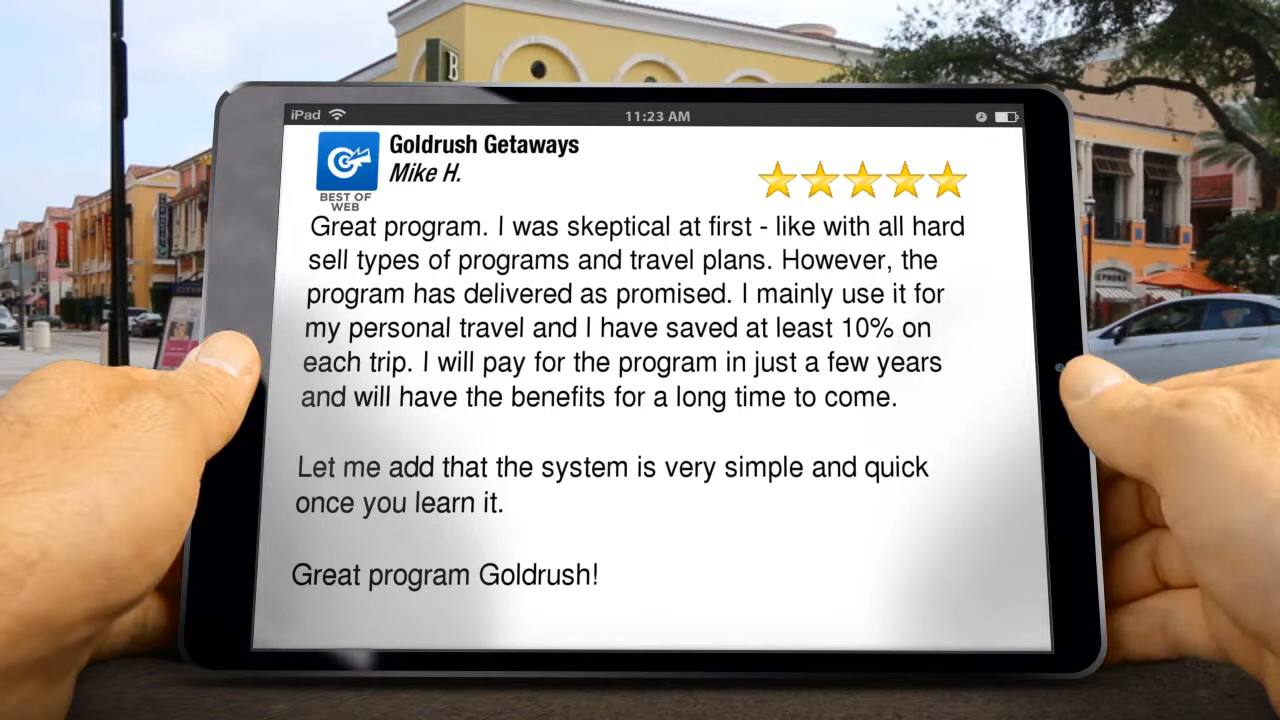 iPad 11:23 AM
Goldrush Getaways
Mike H.
BEST OF
WEB
Great program. I was skeptical at first - like with all hard
sell types of programs and travel plans. However, the
program has delivered as promised. I mainly use it for
my personal travel and I have saved at least 10% on
each trip. I will pay for the program in just a few years
and will have the benefits for a long time to come.
Let me add that the system is very simple and quick
once you learn it.
Great program Goldrush!
B
SEPHORA